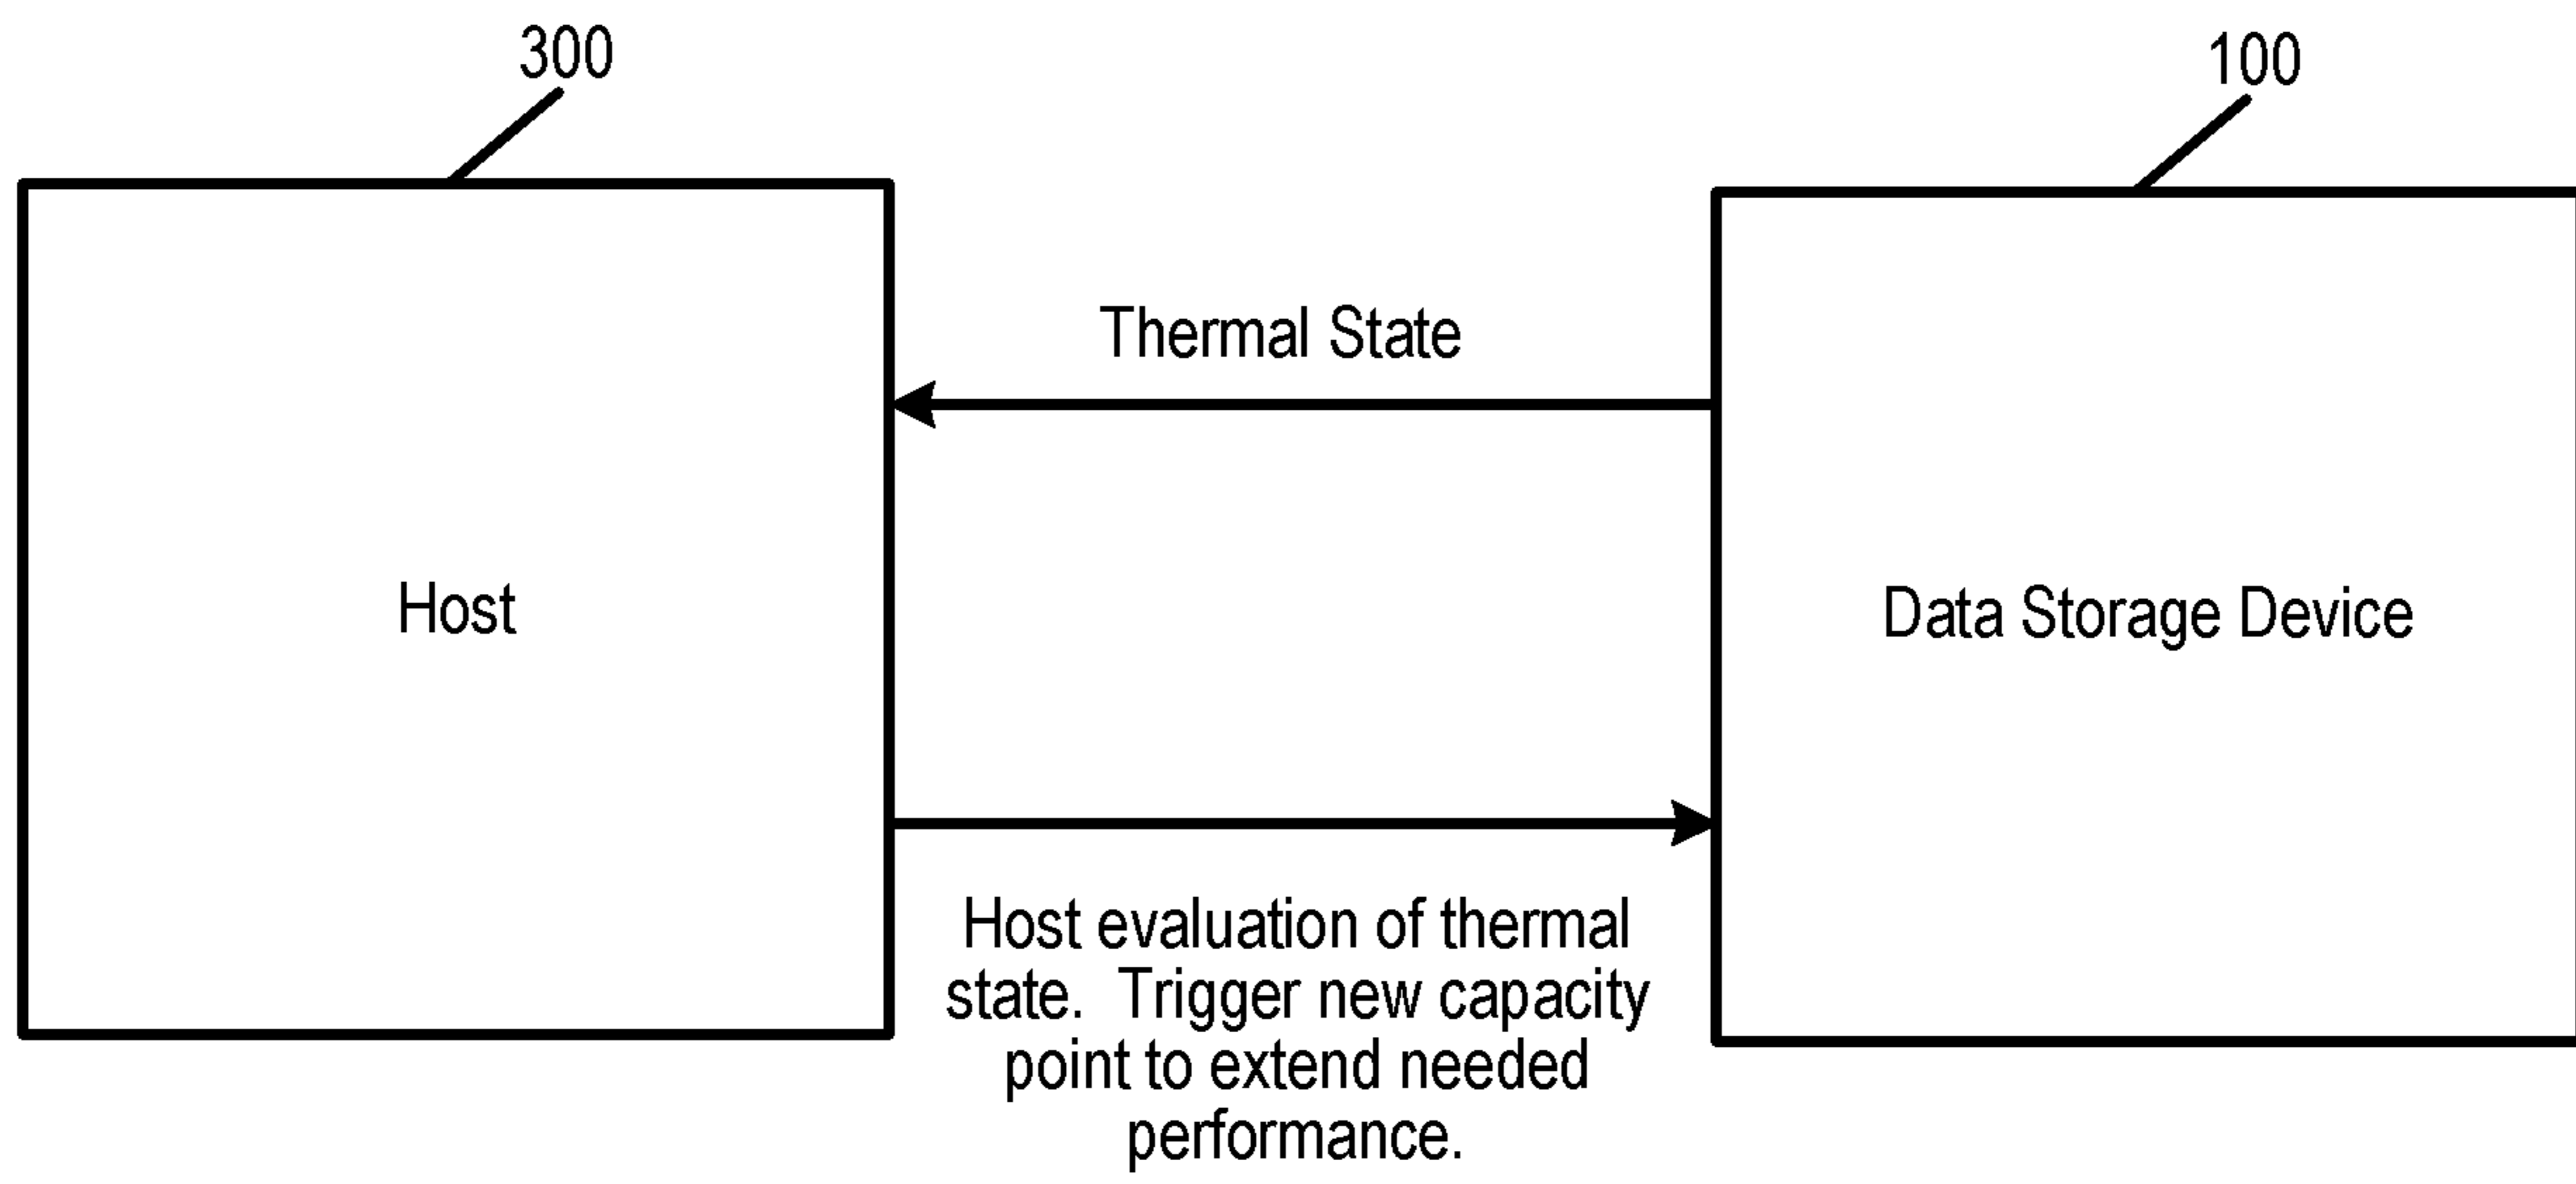 300
100
Thermal State
Host
Data Storage Device
Host evaluation of thermal
state.  Trigger new capacity
point to extend needed
performance.